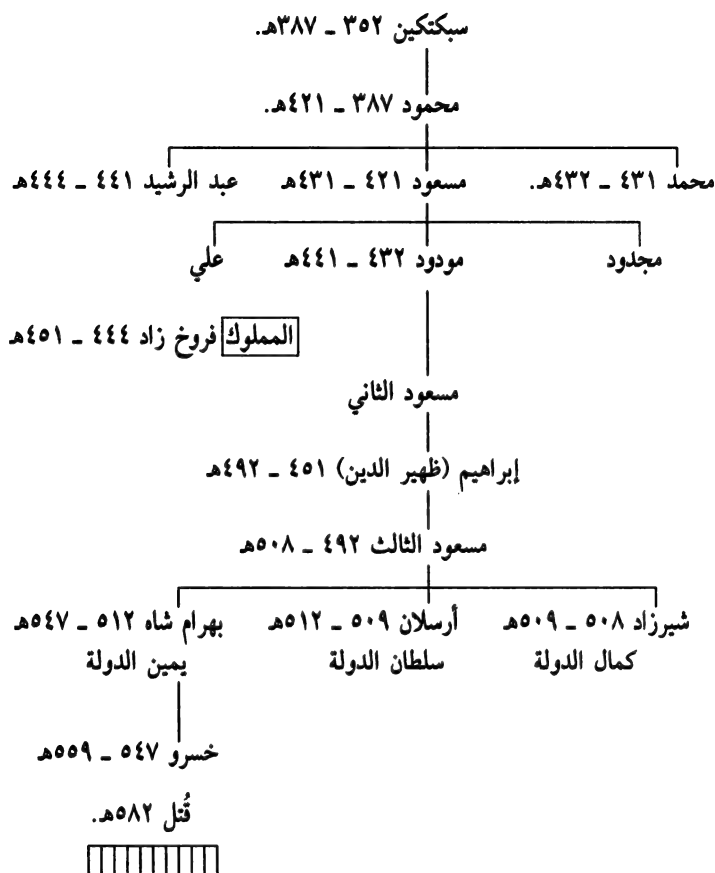 سبكتكين ٣٥٢ ـ ٣٨٧هـ.
محمود ٣٨٧ ـ ٤٢١هـ.
محمد ٤٣١ ـ ٤٣٢هـ. مسعود ٤٢١ ـ ٤٣١هـ عبد الرشيد ٤٤١ ـ ٤٤٤هـ
مجدود مودود ٤٣٢ ـ ٤٤١هـ علي
المملوك فروخ زاد ٤٤٤ ـ ٤٥١هـ
مسعود الثاني
إبراهيم (ظهير الدين) ٤٥١ ـ ٤٩٢هـ
مسعود الثالث ٤٩٢ ـ ٥٠٨هـ
شيرزاد ٥٠٨ ـ ٥٠٩هـ أرسلان ٥٠٩ ـ ٥١٢هـ بهرام شاه ٥١٢ ـ ٥٤٧هـ
كمال الدولة سلطان الدولة يمين الدولة
خسرو ٥٤٧ ـ ٥٥٩هـ
قُتل ٥٨٢هـ.